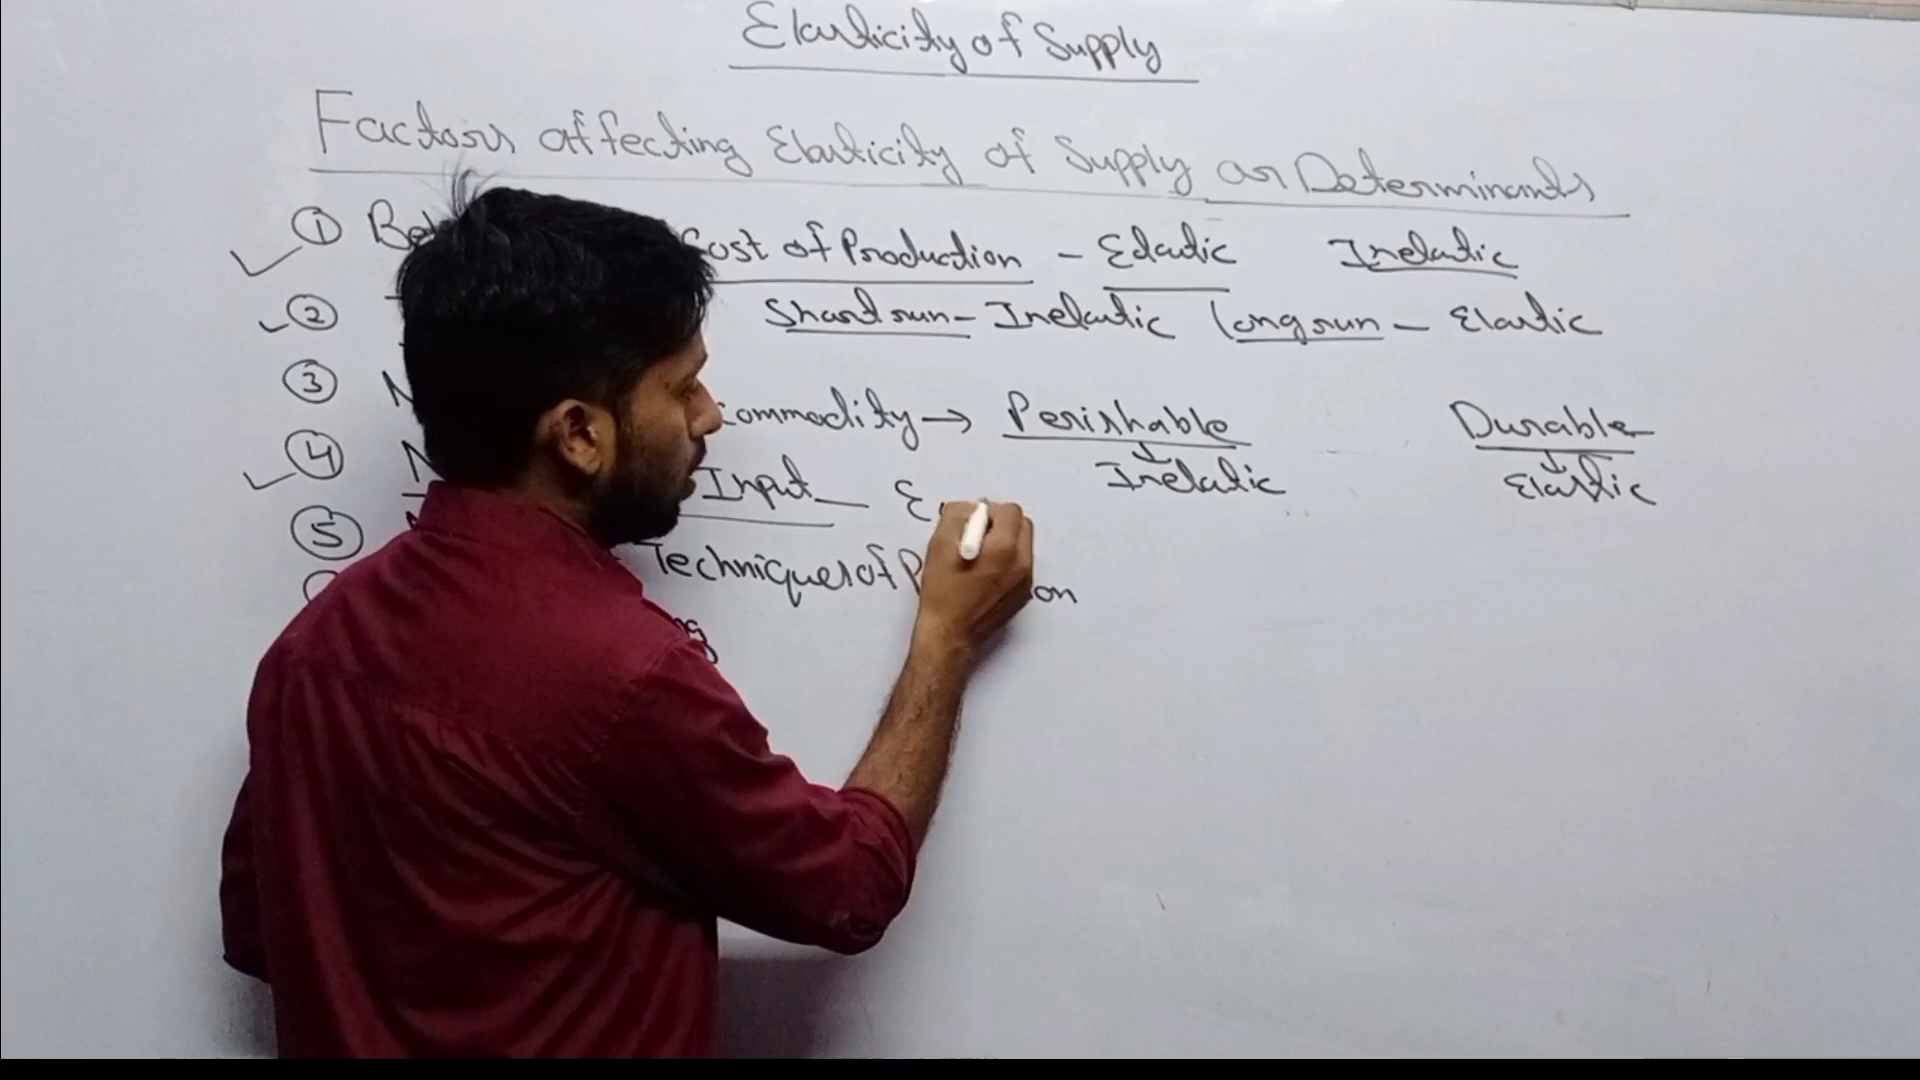 Elasticity of Supply
Factors affecting Elasticity of Supply or Determinants
① Cost of Production - Elastic Inelastic
② Short run - Inelastic Long run - Elastic
③ Commodity → Perishable Durable
↓ Inelastic ↓ Elastic
④ Input
⑤ Techniques of